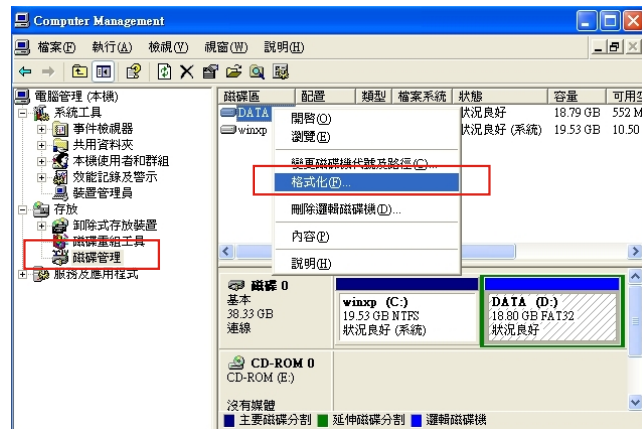 Computer Management
檔案(F) 執行(A) 檢視(V) 視窗(W) 說明(H)
電腦管理 (本機)
系統工具
事件檢視器
共用資料夾
本機使用者和群組
效能記錄及警示
裝置管理員
存放
卸除式存放裝置
磁碟重組工具
磁碟管理
服務及應用程式
磁碟區 配置 類型 檔案系統 狀態 容量 可用空
DATA 狀況良好 18.79 GB 552 M
winxp 狀況良好 (系統) 19.53 GB 10.50
開啓(O)
瀏覽(E)
變更磁碟機代號及路徑(C)...
格式化(F)...
刪除邏輯磁碟機(D)...
內容(P)
說明(H)
磁碟 0
基本
38.33 GB
連線
winxp (C:)
19.53 GB NTFS
狀況良好 (系統)
DATA (D:)
18.80 GB FAT32
狀況良好
CD-ROM 0
CD-ROM (E:)
沒有媒體
主要磁碟分割 延伸磁碟分割 邏輯磁碟機